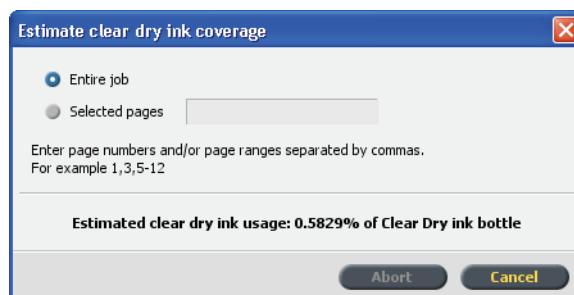 Estimate clear dry ink coverage
Entire job
Selected pages
Enter page numbers and/or page ranges separated by commas.
For example 1,3,5-12
Estimated clear dry ink usage: 0.5829% of Clear Dry ink bottle
Abort Cancel